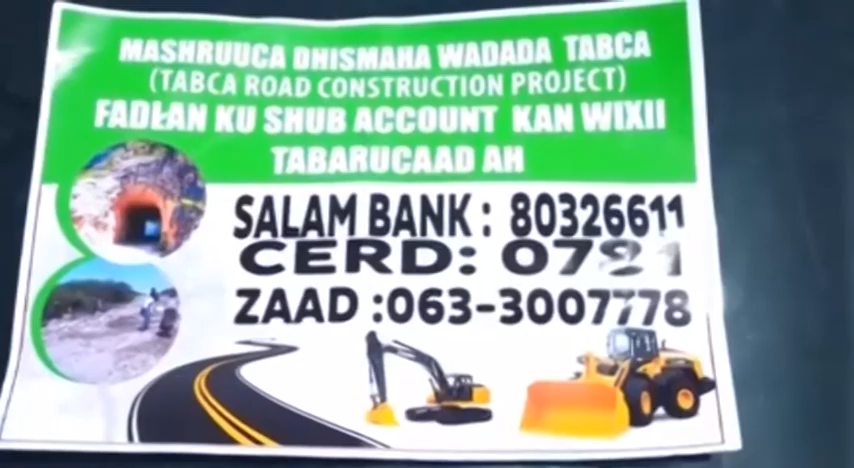 MASHRUUCA DHISMAHA WADADA TABCA
(TABCA ROAD CONSTRUCTION PROJECT)
FADLAN KU SHUB ACCOUNT KAN WIXII
TABARUCAAD AH
SALAM BANK: 80326611
CERD:
ZAAD :063-3007778